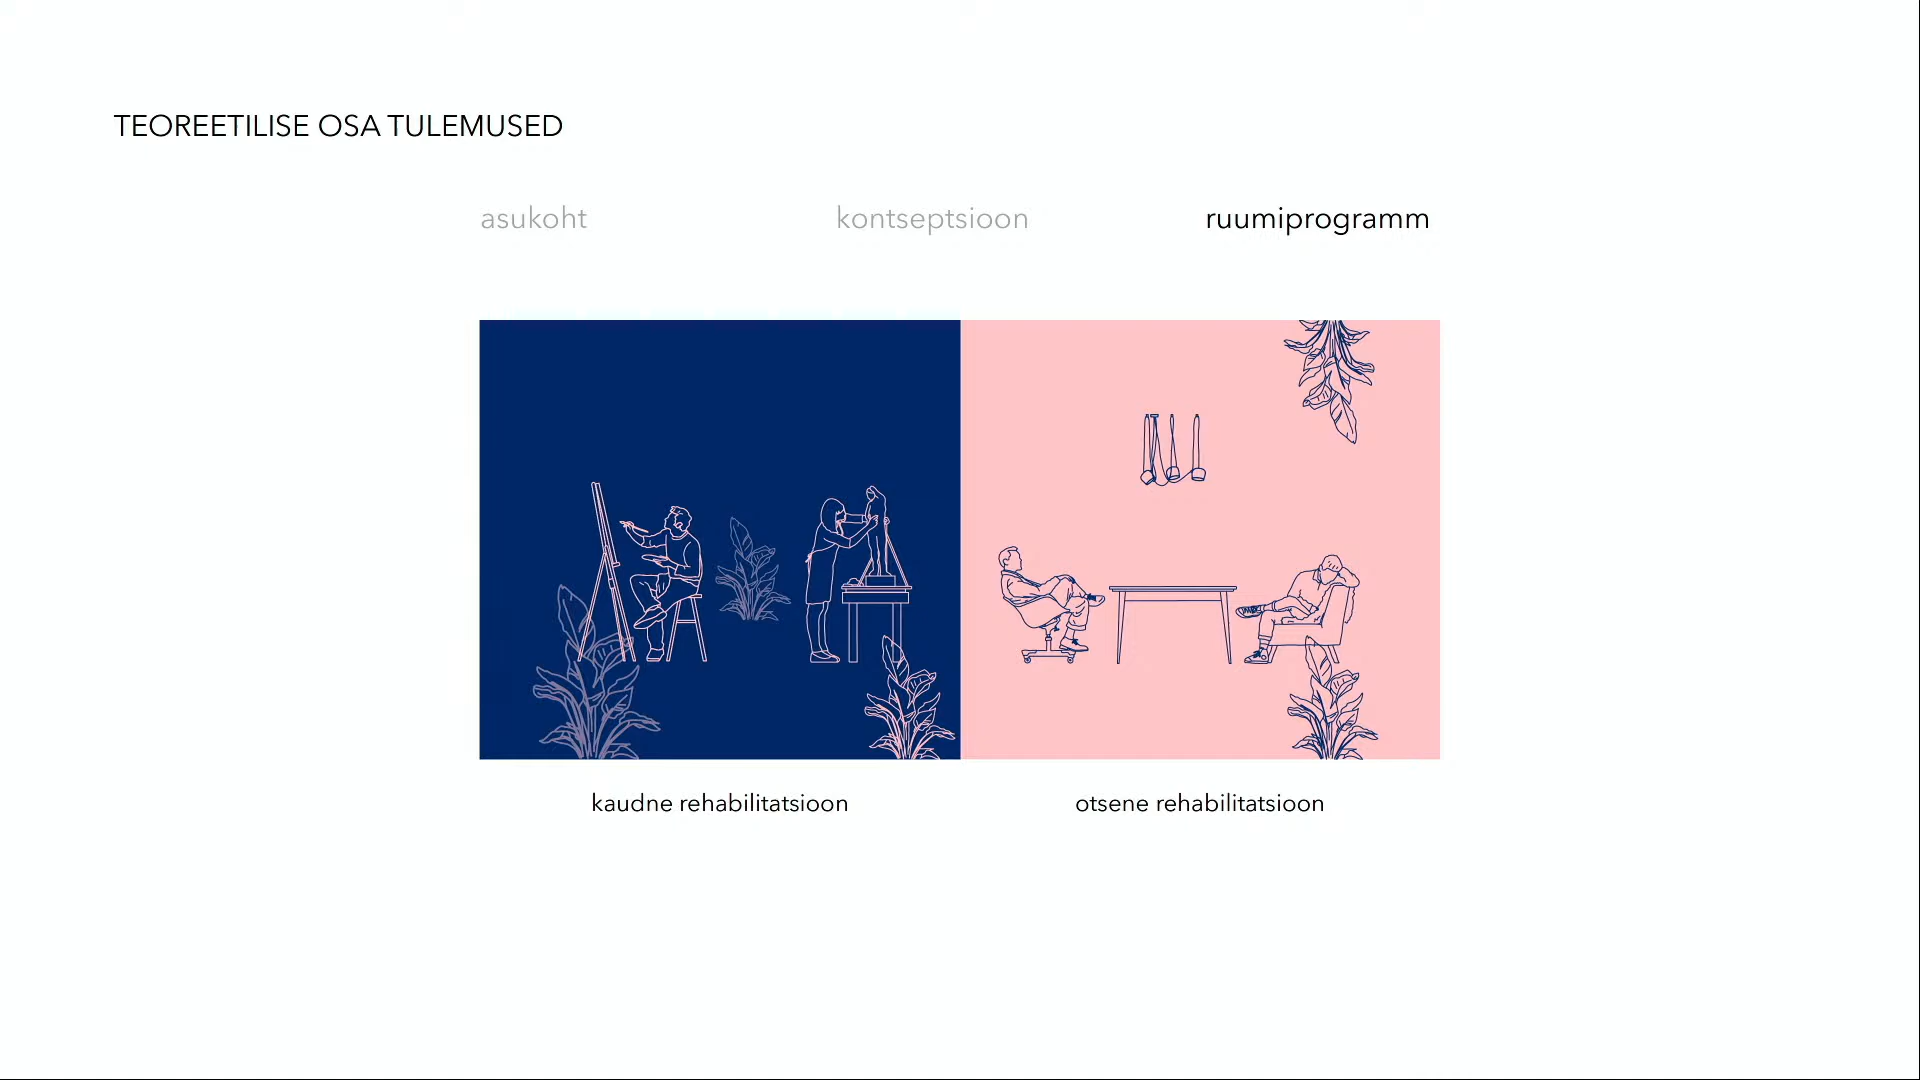 TEOREETILISE OSA TULEMUSED
asukoht
kontseptsioon
ruumiprogramm
kaudne rehabilitatsioon
otsene rehabilitatsioon